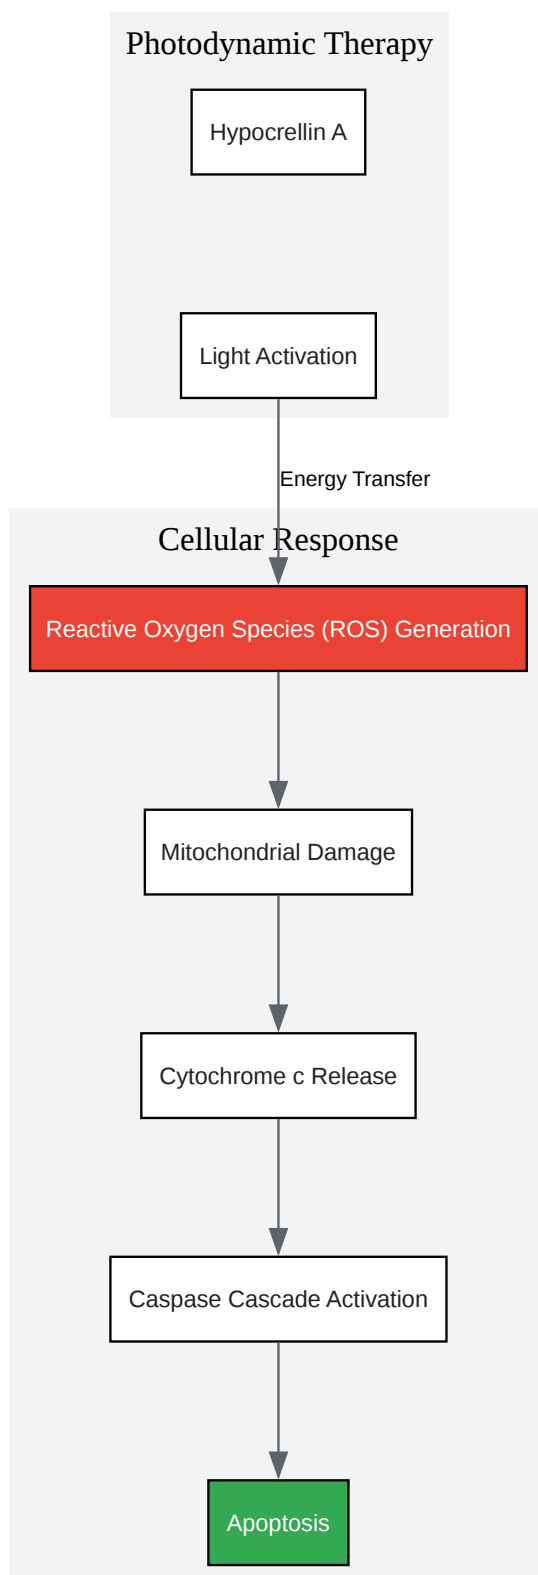 Photodynamic Therapy
Hypocrellin A
Light Activation
Energy Transfer
Cellular Response
Reactive Oxygen Species (ROS) Generation
Mitochondrial Damage
Cytochrome c Release
Caspase Cascade Activation
Apoptosis